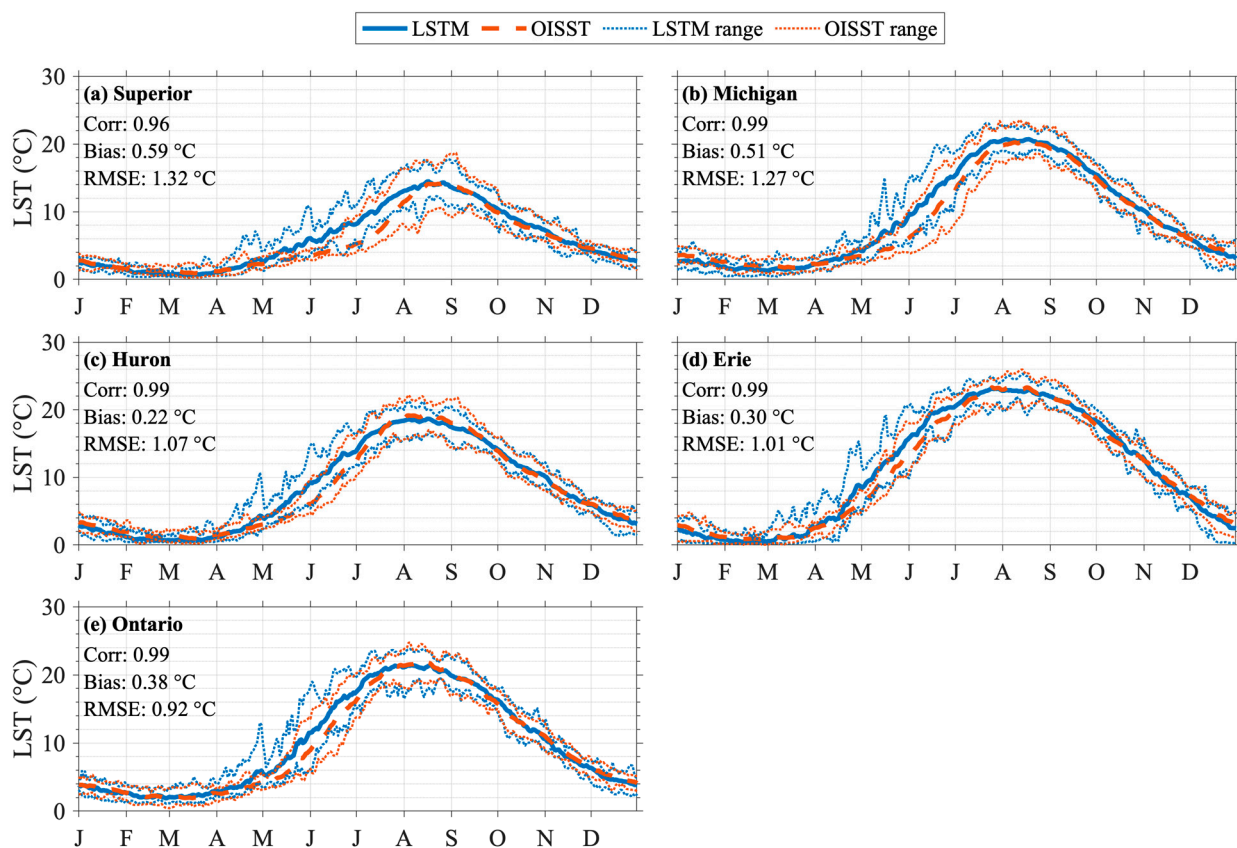 LSTM OISST LSTM range OISST range
30
20
10
0
LST (°C)
(a) Superior
Corr: 0.96
Bias: 0.59 °C
RMSE: 1.32 °C
J F M A M J J A S O N D
(b) Michigan
Corr: 0.99
Bias: 0.51 °C
RMSE: 1.27 °C
J F M A M J J A S O N D
30
20
10
0
LST (°C)
(c) Huron
Corr: 0.99
Bias: 0.22 °C
RMSE: 1.07 °C
J F M A M J J A S O N D
(d) Erie
Corr: 0.99
Bias: 0.30 °C
RMSE: 1.01 °C
J F M A M J J A S O N D
30
20
10
0
LST (°C)
(e) Ontario
Corr: 0.99
Bias: 0.38 °C
RMSE: 0.92 °C
J F M A M J J A S O N D